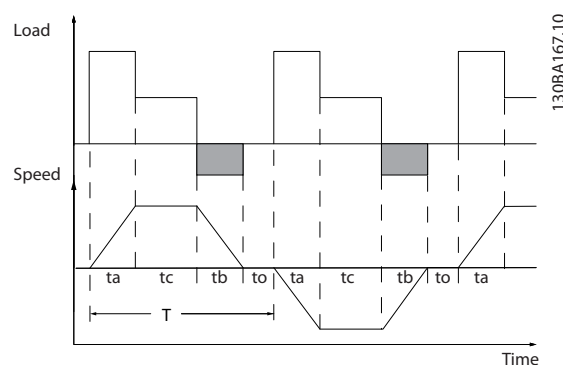 Load
130BA167.10
Speed
ta tc tb to ta tc tb to ta
T
Time